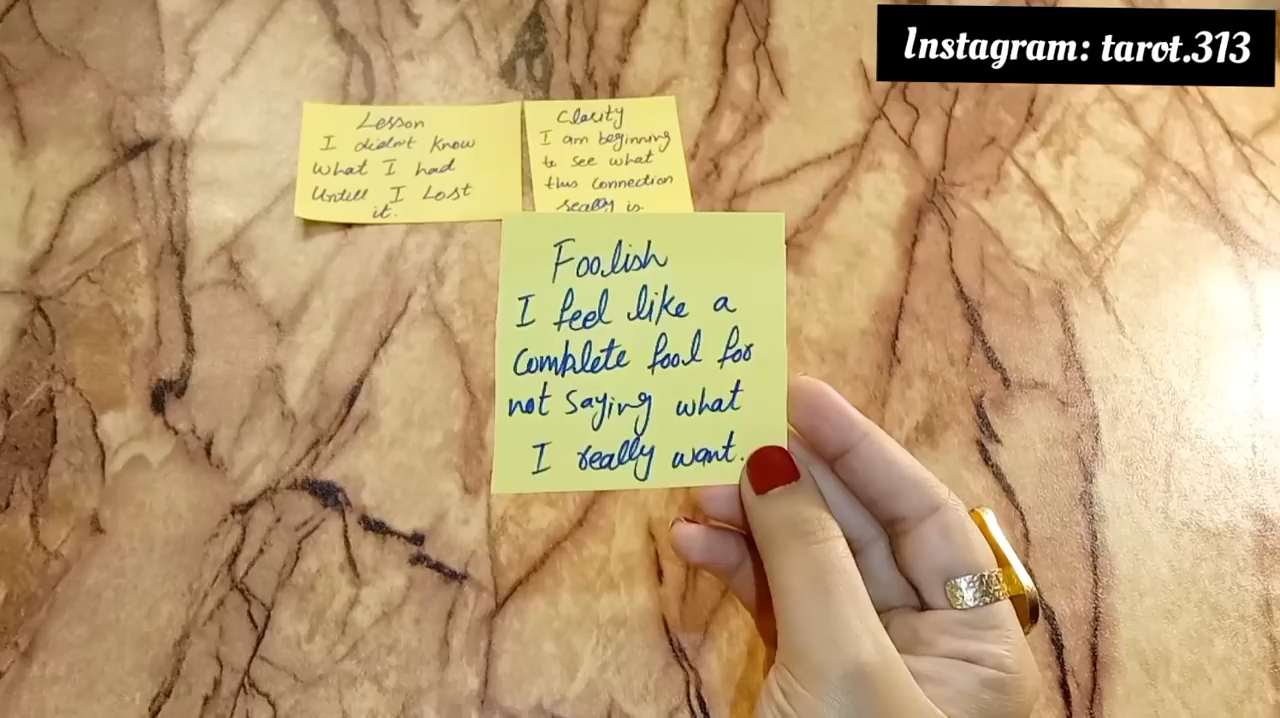 Instagram: tarot.313
Lesson
I didn't know
what I had
Untill I Lost
it.
Clarity
I am beginning
to see what
this connection
really is
Foolish
I feel like a
complete fool for
not saying what
I really want.